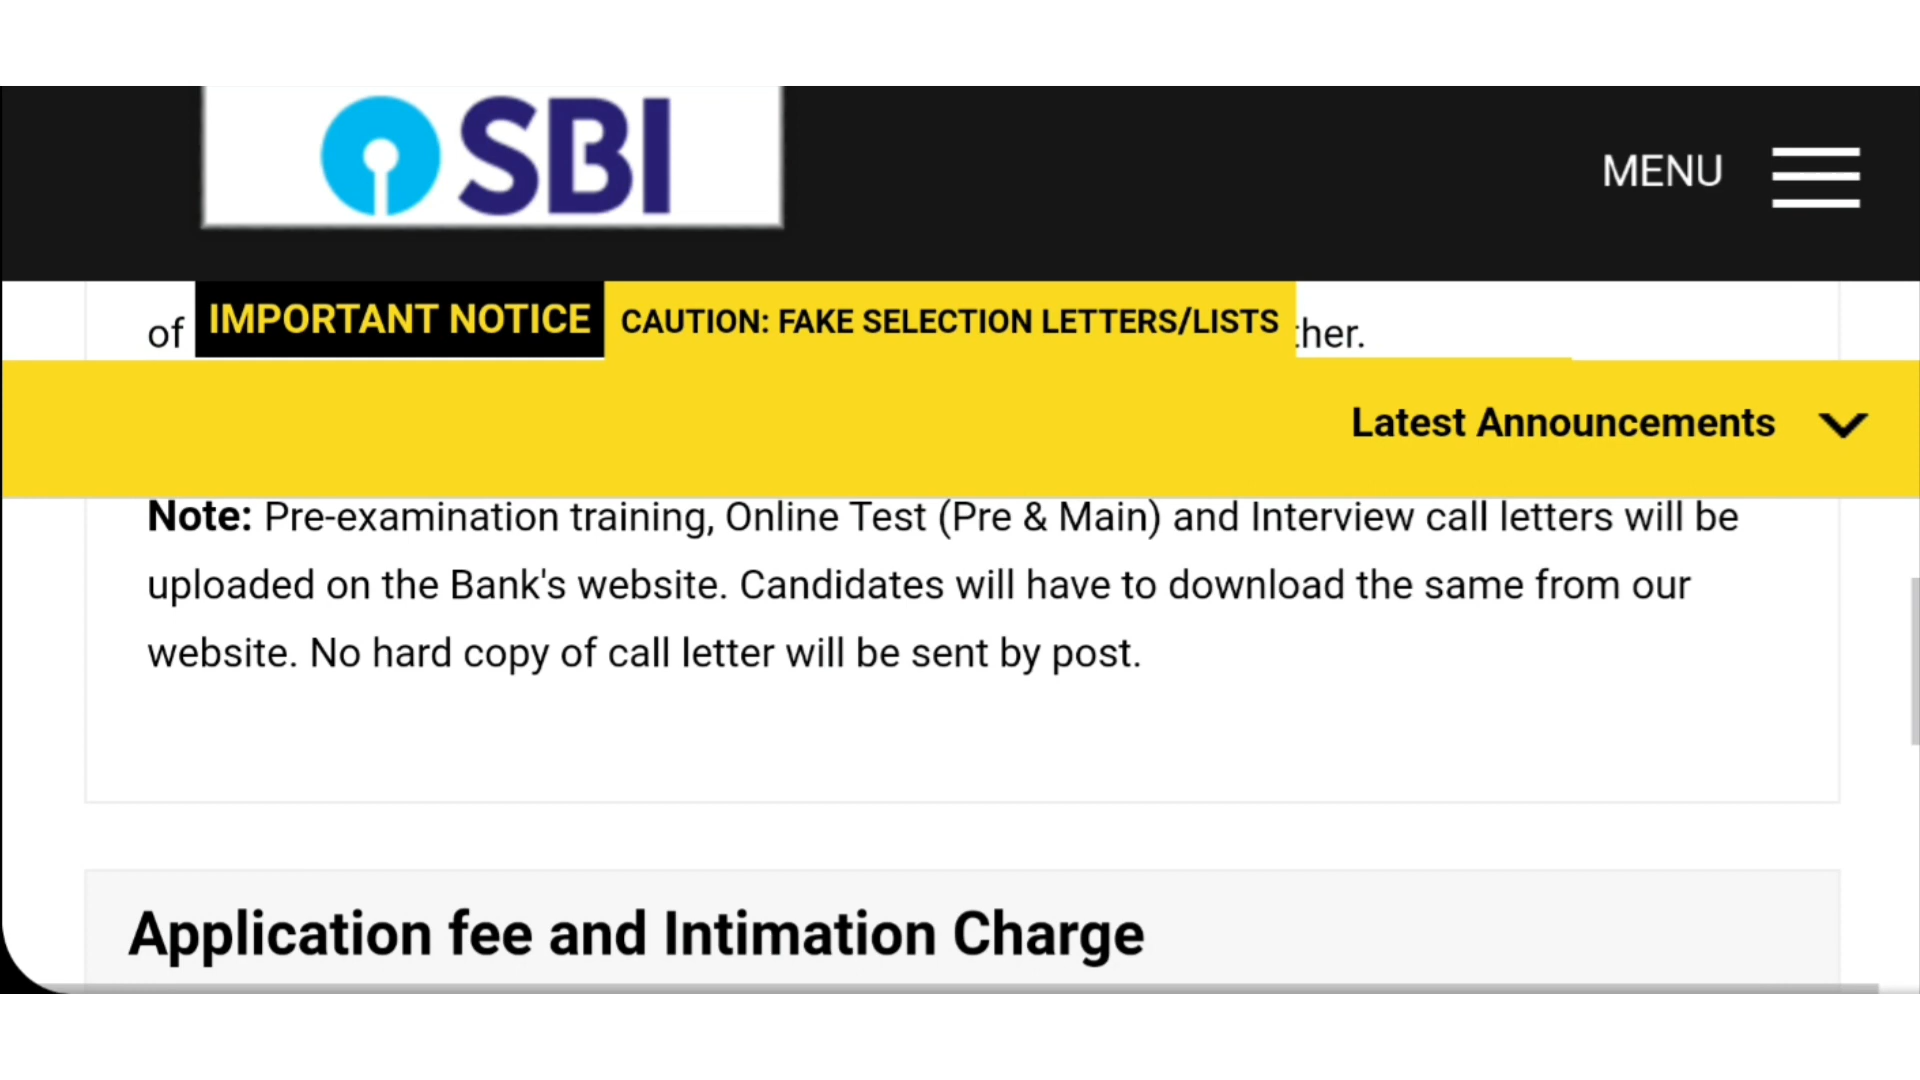 SBI
MENU
of
IMPORTANT NOTICE
CAUTION: FAKE SELECTION LETTERS/LISTS
Latest Announcements
Note: Pre-examination training, Online Test (Pre & Main) and Interview call letters will be
uploaded on the Bank's website. Candidates will have to download the same from our
website. No hard copy of call letter will be sent by post.
Application fee and Intimation Charge